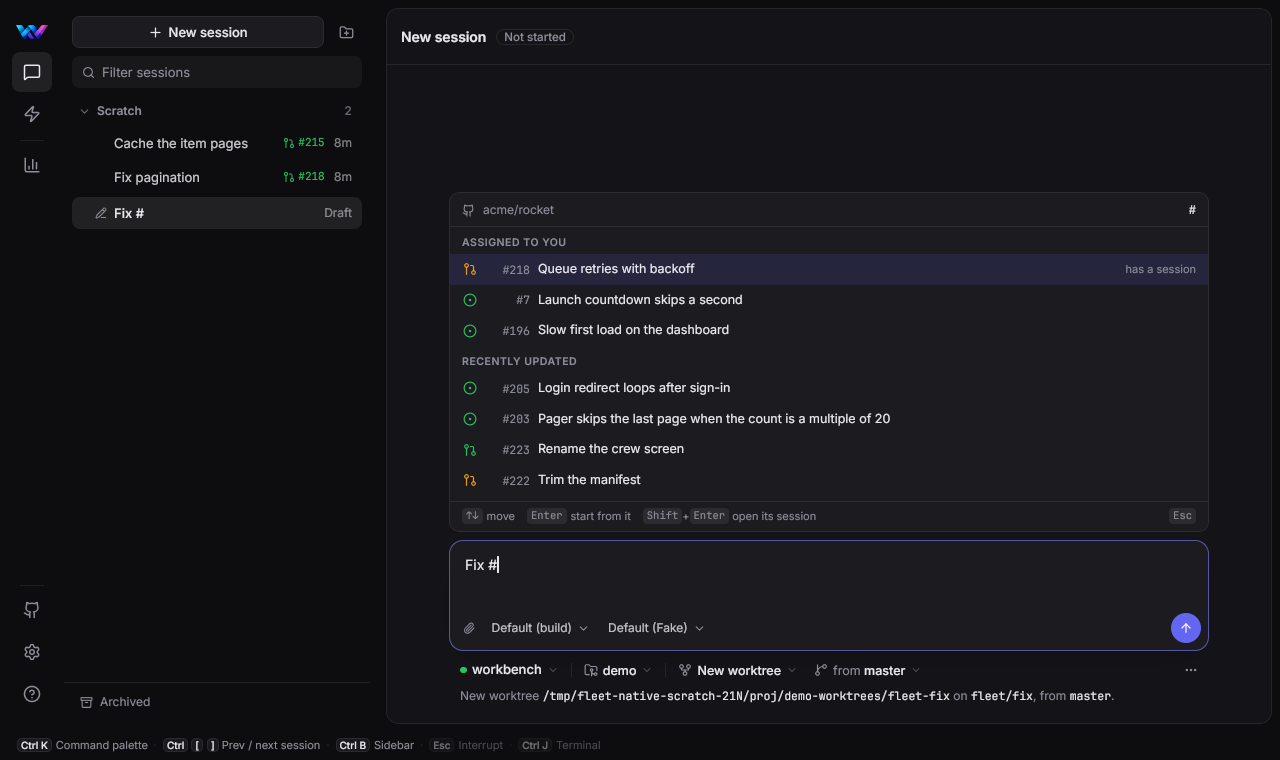 New session
Filter sessions
Scratch 2
Cache the item pages #215 8m
Fix pagination #218 8m
Fix # Draft
Archived
New session Not started
acme/rocket #
ASSIGNED TO YOU
#218 Queue retries with backoff has a session
#7 Launch countdown skips a second
#196 Slow first load on the dashboard
RECENTLY UPDATED
#205 Login redirect loops after sign-in
#203 Pager skips the last page when the count is a multiple of 20
#223 Rename the crew screen
#222 Trim the manifest
↑↓ move Enter start from it Shift+Enter open its session Esc
Fix #
Default (build) Default (Fake)
workbench demo New worktree from master ···
New worktree /tmp/fleet-native-scratch-21N/proj/demo-worktrees/fleet-fix on fleet/fix, from master.
Ctrl K Command palette · Ctrl [ ] Prev / next session · Ctrl B Sidebar · Esc Interrupt · Ctrl J Terminal